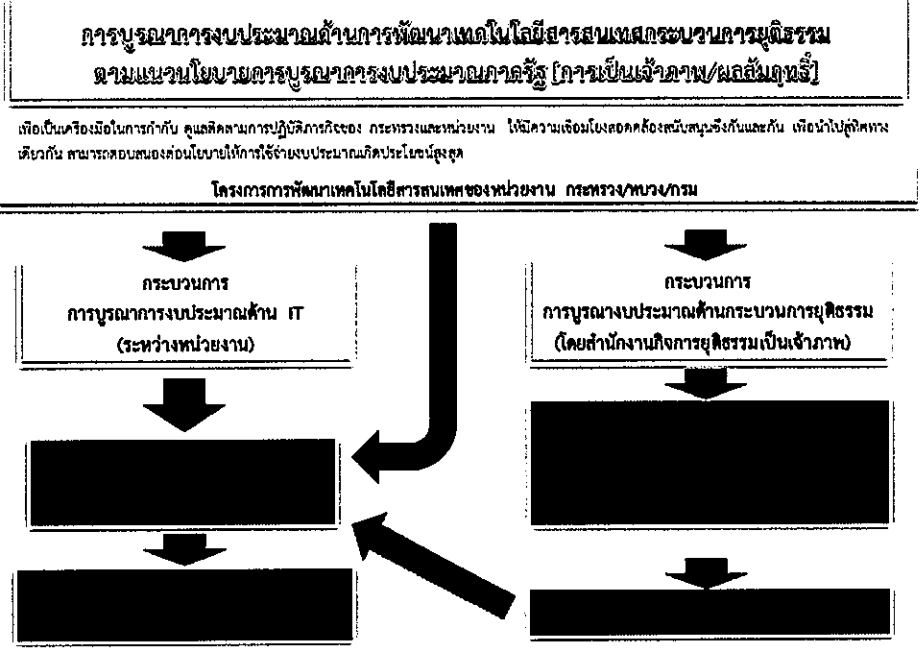 การบูรณาการงบประมาณด้านการพัฒนาเทคโนโลยีสารสนเทศกระบวนการยุติธรรม
ตามแนวนโยบายการบูรณาการงบประมาณภาครัฐ [การเป็นเจ้าภาพ/ผลสัมฤทธิ์]
เพื่อเป็นเครื่องมือในการกำกับ ดูแลติดตามการปฏิบัติภารกิจของ กระทรวงและหน่วยงาน ให้มีความเชื่อมโยงสอดคล้องสนับสนุนซึ่งกันและกัน เพื่อนำไปสู่ทิศทาง
เดียวกัน สามารถตอบสนองต่อนโยบายให้การใช้จ่ายงบประมาณเกิดประโยชน์สูงสุด
โครงการการพัฒนาเทคโนโลยีสารสนเทศของหน่วยงาน กระทรวง/ทบวง/กรม
กระบวนการ
การบูรณาการงบประมาณด้าน IT
(ระหว่างหน่วยงาน)
กระบวนการ
การบูรณางบประมาณด้านกระบวนการยุติธรรม
(โดยสำนักงานกิจการยุติธรรมเป็นเจ้าภาพ)